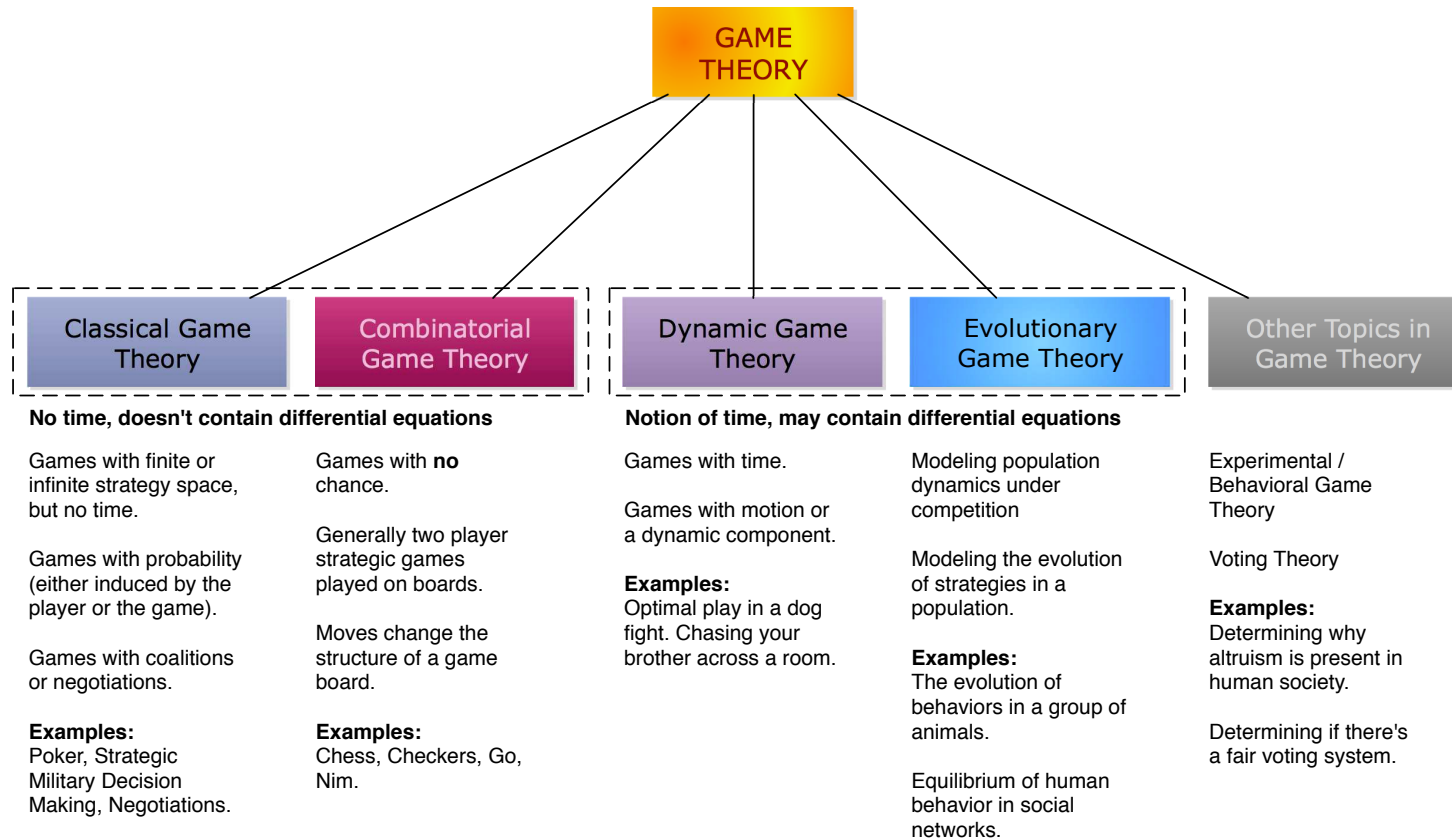 GAME
THEORY
Classical Game
Theory
Combinatorial
Game Theory
Dynamic Game
Theory
Evolutionary
Game Theory
Other Topics in
Game Theory
No time, doesn't contain differential equations
Notion of time, may contain differential equations
Games with finite or
infinite strategy space,
but no time.
Games with probability
(either induced by the
player or the game).
Games with coalitions
or negotiations.
Examples:
Poker, Strategic
Military Decision
Making, Negotiations.
Games with no
chance.
Generally two player
strategic games
played on boards.
Moves change the
structure of a game
board.
Examples:
Chess, Checkers, Go,
Nim.
Games with time.
Games with motion or
a dynamic component.
Examples:
Optimal play in a dog
fight. Chasing your
brother across a room.
Modeling population
dynamics under
competition
Modeling the evolution
of strategies in a
population.
Examples:
The evolution of
behaviors in a group of
animals.
Equilibrium of human
behavior in social
networks.
Experimental /
Behavioral Game
Theory
Voting Theory
Examples:
Determining why
altruism is present in
human society.
Determining if there's
a fair voting system.